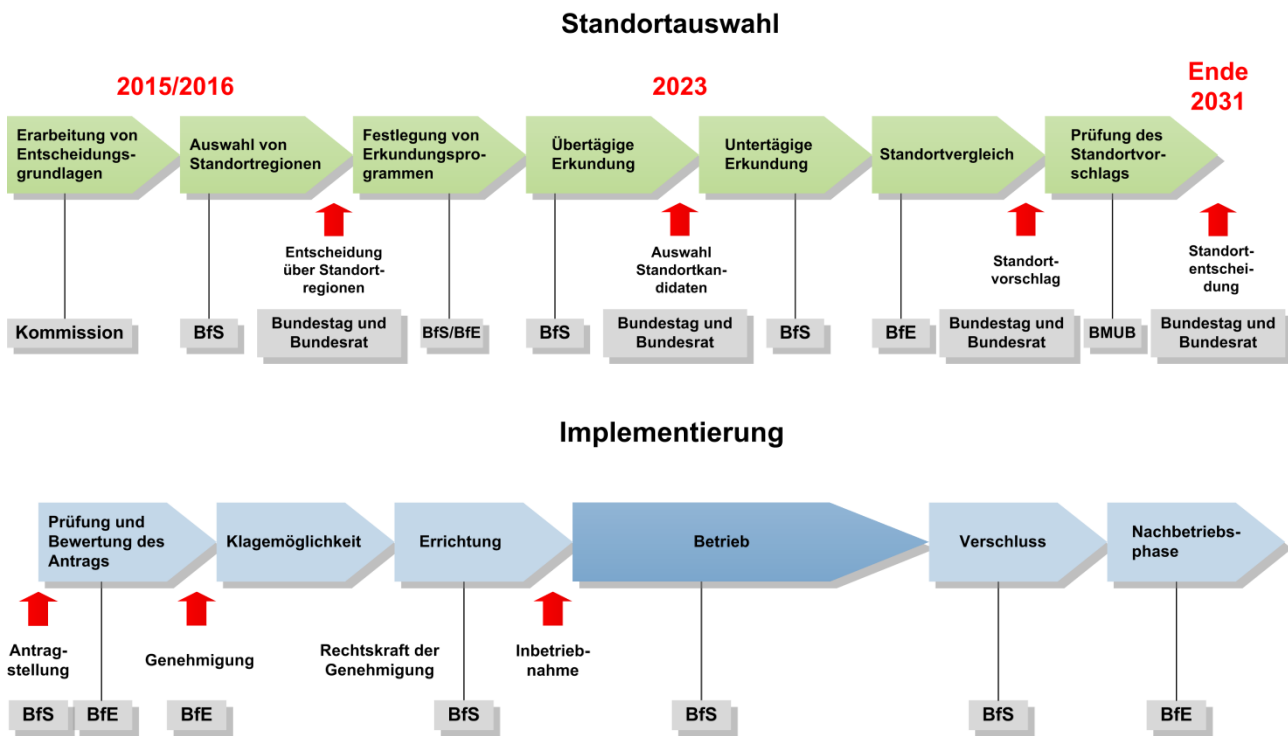 Standortauswahl
2015/2016
2023
Ende
2031
Erarbeitung von
Entscheidungs-
grundlagen
Auswahl von
Standortregionen
Festlegung von
Erkundungspro-
grammen
Übertägige
Erkundung
Untertägige
Erkundung
Standortvergleich
Prüfung des
Standortvor-
schlags
Entscheidung
über Standort-
regionen
Auswahl
Standortkan-
didaten
Standort-
vorschlag
Standort-
entschei-
dung
Kommission
BfS
Bundestag und
Bundesrat
BfS/BfE
BfS
Bundestag und
Bundesrat
BfS
BfE
Bundestag und
Bundesrat
BMUB
Bundestag und
Bundesrat
Implementierung
Prüfung und
Bewertung des
Antrags
Klagemöglichkeit
Errichtung
Betrieb
Verschluss
Nachbetriebs-
phase
Antrag-
stellung
Genehmigung
Rechtskraft der
Genehmigung
Inbetrieb-
nahme
BfS
BfE
BfE
BfS
BfS
BfS
BfE